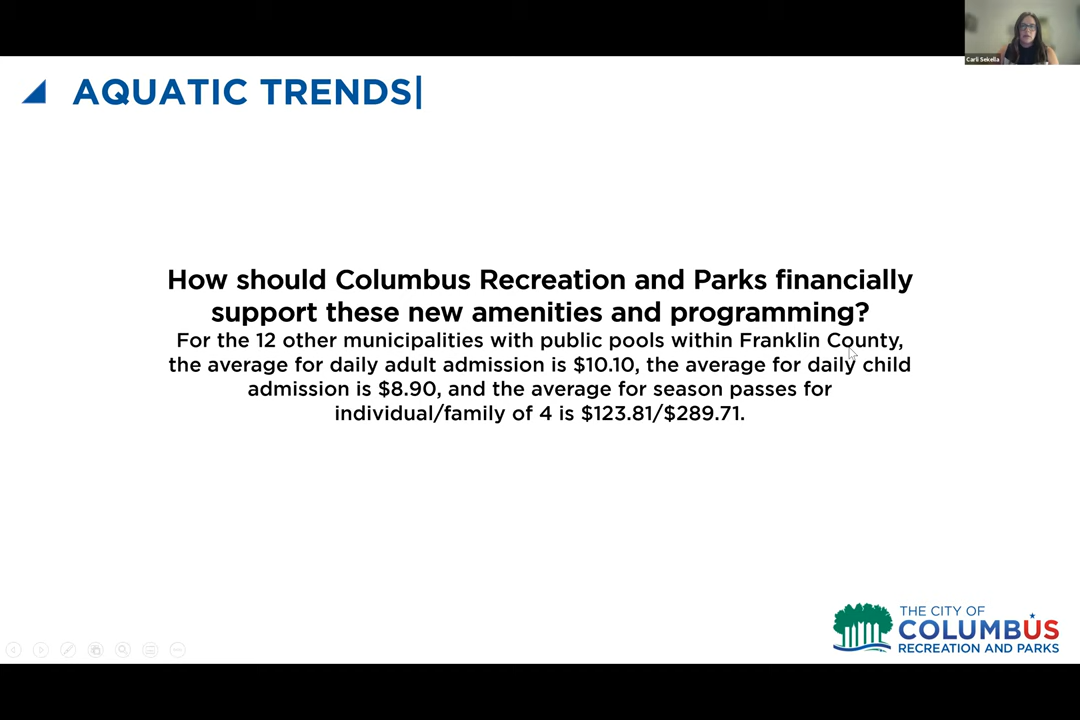 Carli Sekella
AQUATIC TRENDS|
How should Columbus Recreation and Parks financially
support these new amenities and programming?
For the 12 other municipalities with public pools within Franklin County,
the average for daily adult admission is $10.10, the average for daily child
admission is $8.90, and the average for season passes for
individual/family of 4 is $123.81/$289.71.
THE CITY OF
COLUMBUS
RECREATION AND PARKS